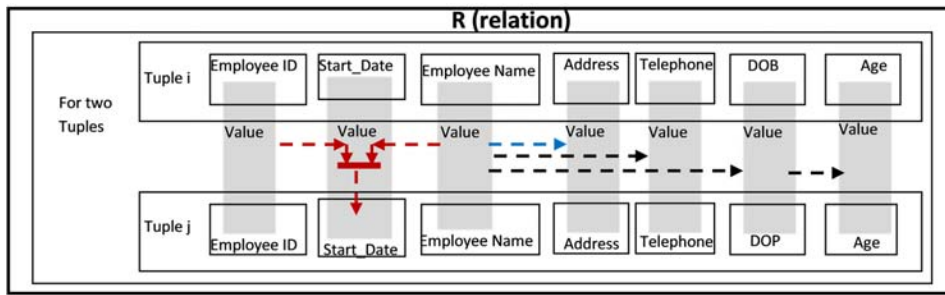 R (relation)
Tuple i
Employee ID
Start_Date
Employee Name
Address
Telephone
DOB
Age
For two
Tuples
Value
Value
Value
Value
Value
Value
Value
Tuple j
Employee ID
Start_Date
Employee Name
Address
Telephone
DOP
Age